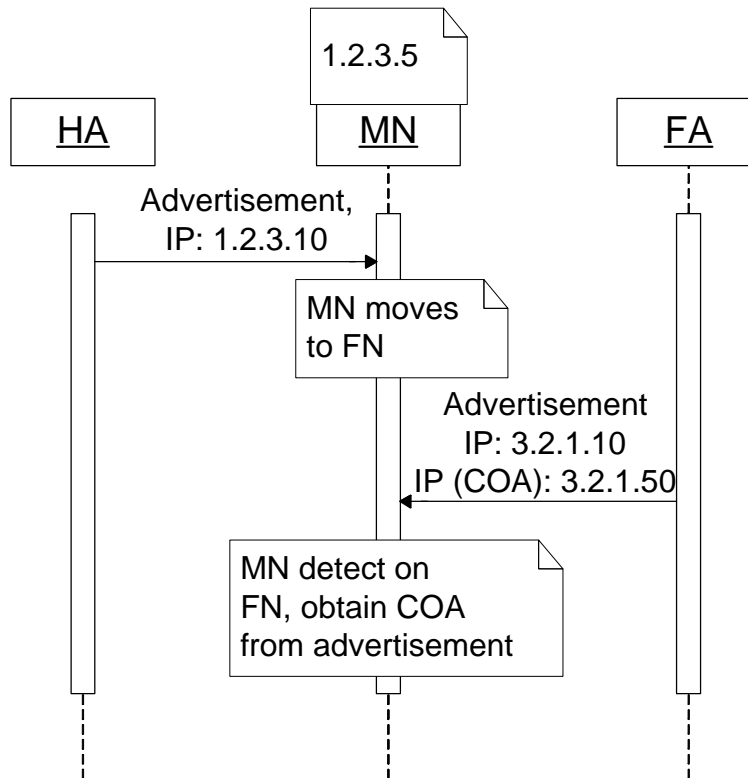 1.2.3.5
HA
MN
FA
Advertisement,
IP: 1.2.3.10
MN moves
to FN
Advertisement
IP: 3.2.1.10
IP (COA): 3.2.1.50
MN detect on
FN, obtain COA
from advertisement